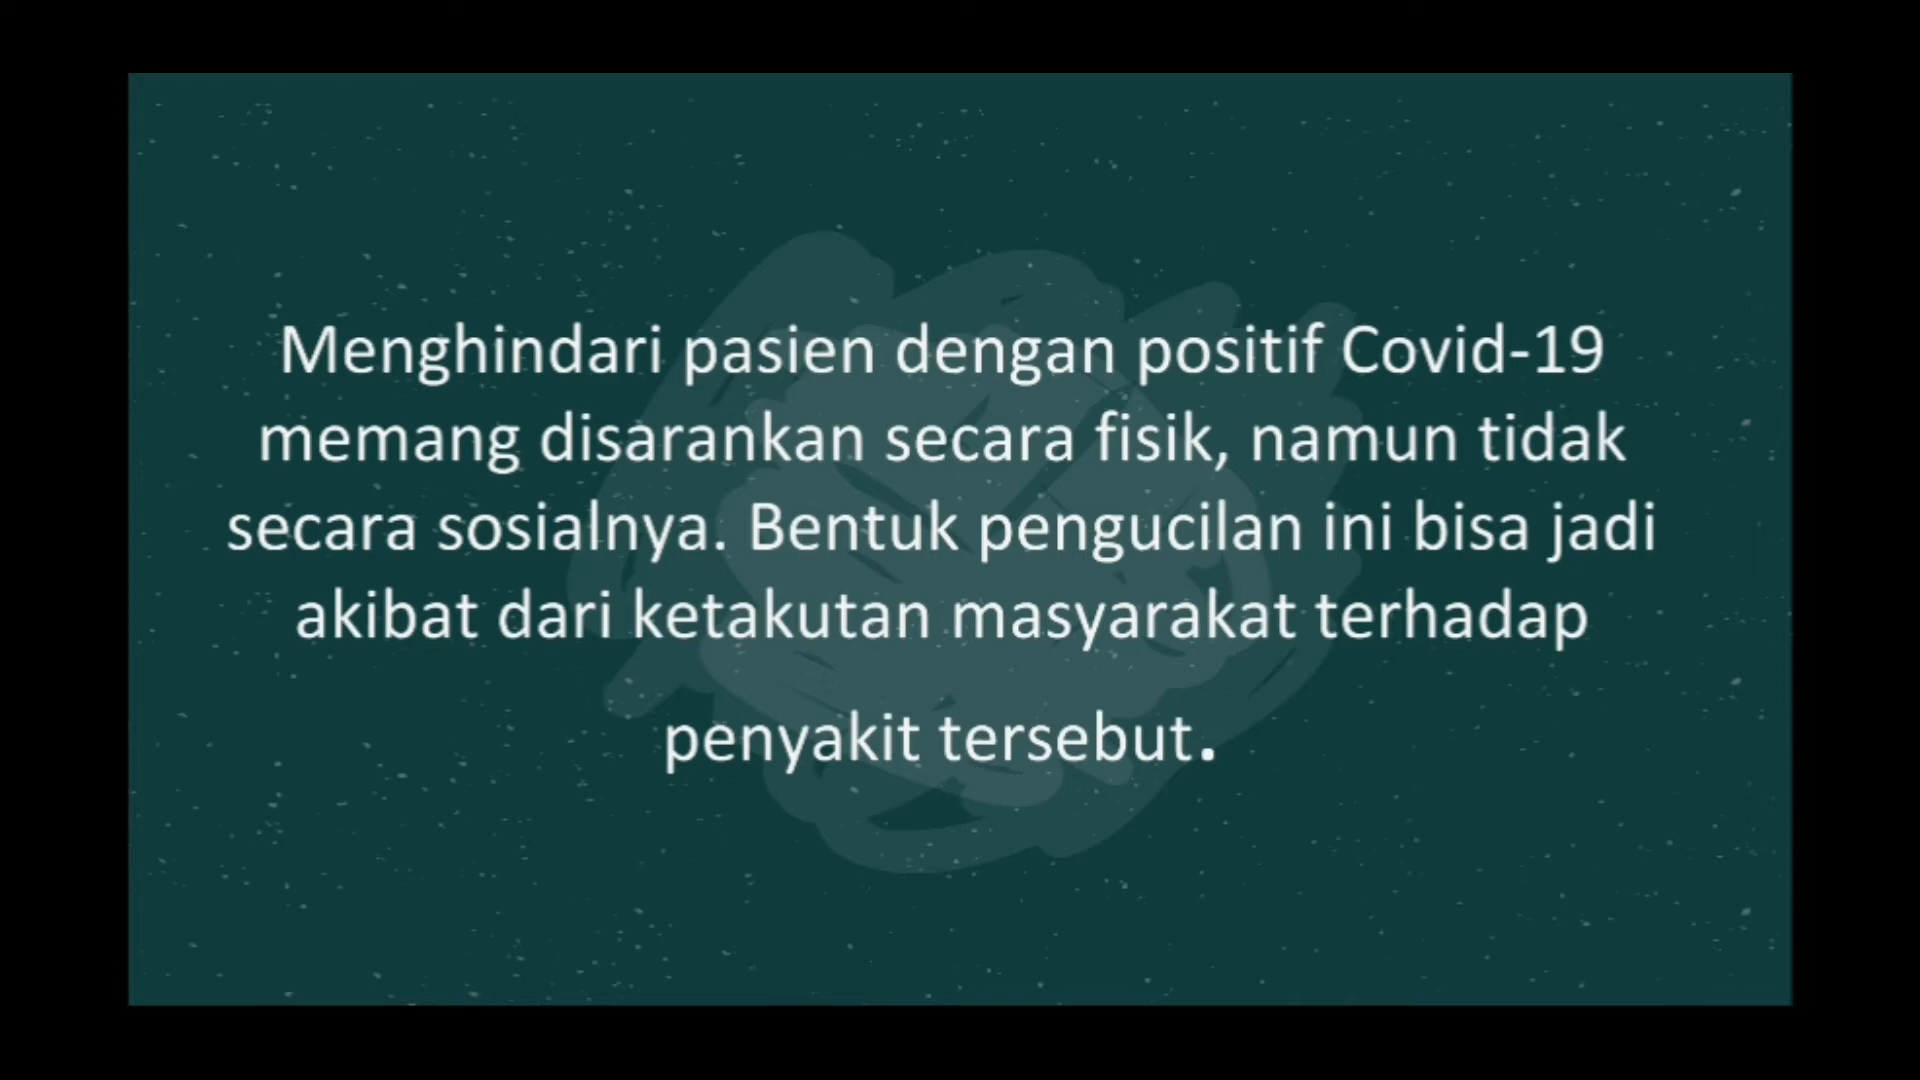 Menghindari pasien dengan positif Covid-19
memang disarankan secara fisik, namun tidak
secara sosialnya. Bentuk pengucilan ini bisa jadi
akibat dari ketakutan masyarakat terhadap
penyakit tersebut.